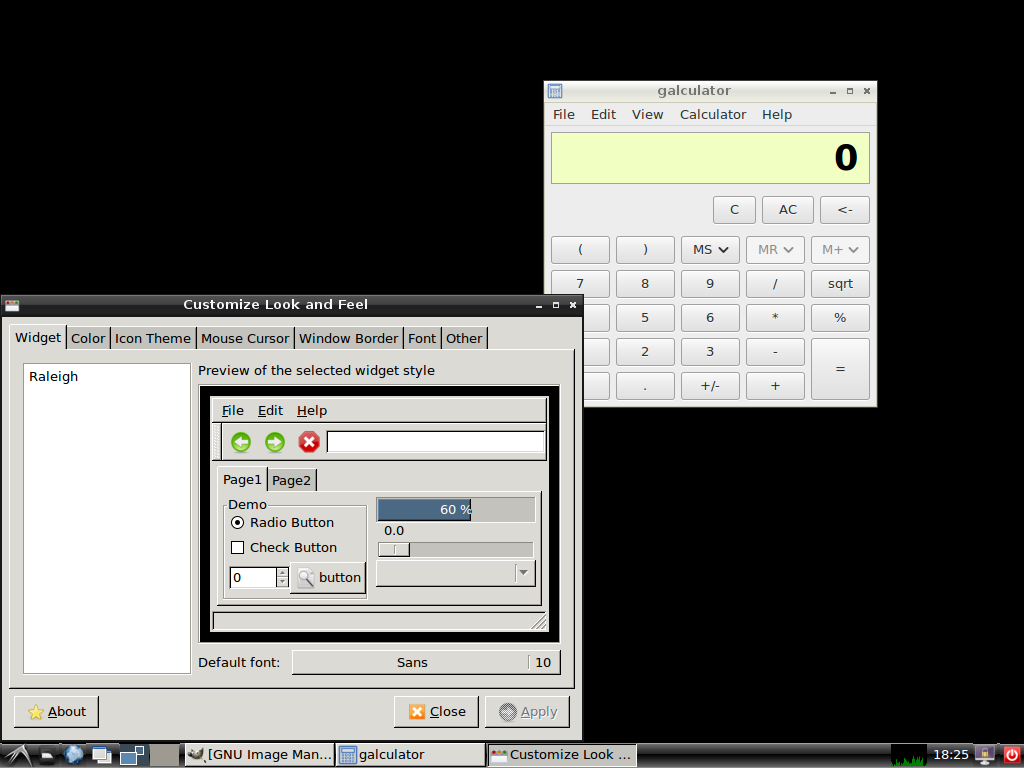 galculator
File Edit View Calculator Help
0
C AC <-
( ) MS MR M+
7 8 9 / sqrt
5 6 * %
2 3 - =
. +/- +
Customize Look and Feel
Widget Color Icon Theme Mouse Cursor Window Border Font Other
Raleigh
Preview of the selected widget style
File Edit Help
Page1 Page2
Demo
Radio Button
Check Button
0 button
60 %
0.0
Default font: Sans 10
About Close Apply
[GNU Image Man... galculator Customize Look ... 18:25